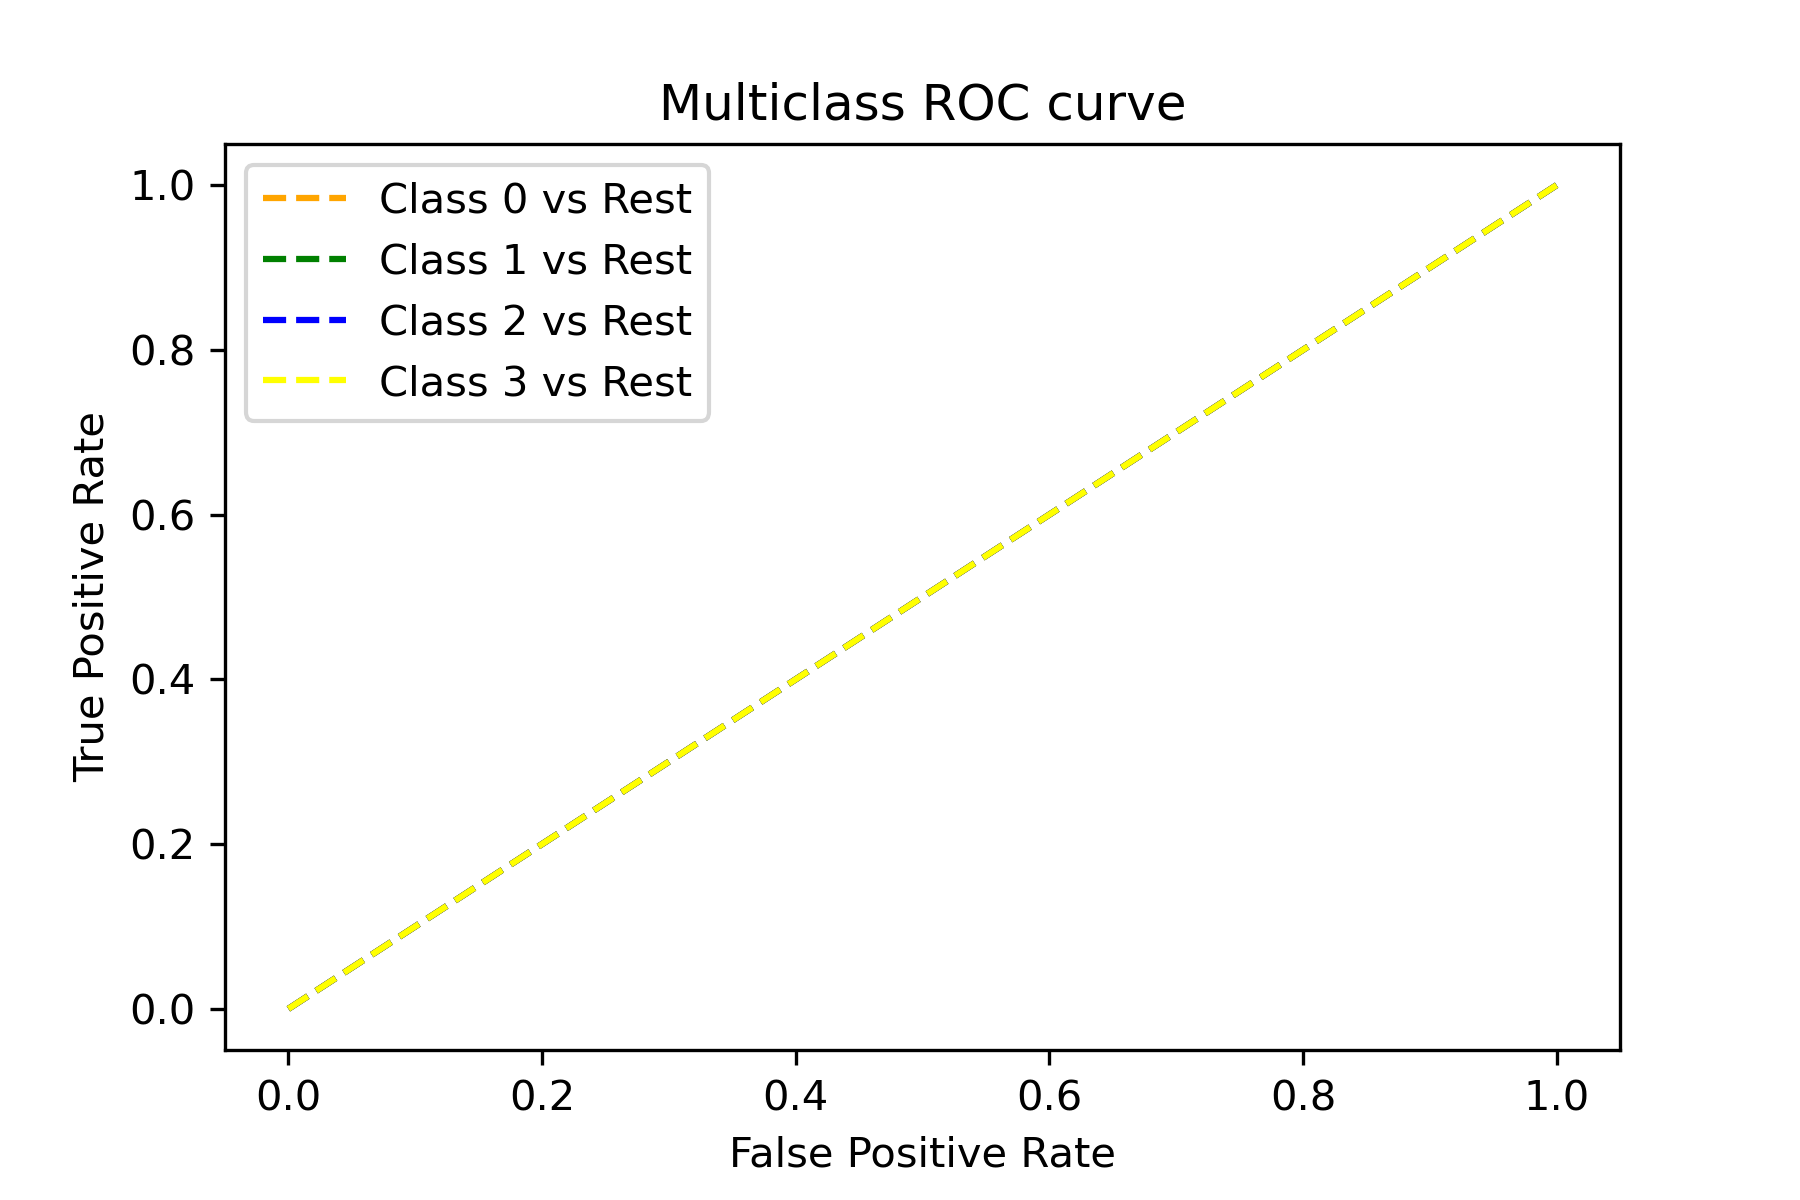 Multiclass ROC curve
Class 0 vs Rest
Class 1 vs Rest
Class 2 vs Rest
Class 3 vs Rest
True Positive Rate
1.0
0.8
0.6
0.4
0.2
0.0
0.0 0.2 0.4 0.6 0.8 1.0
False Positive Rate